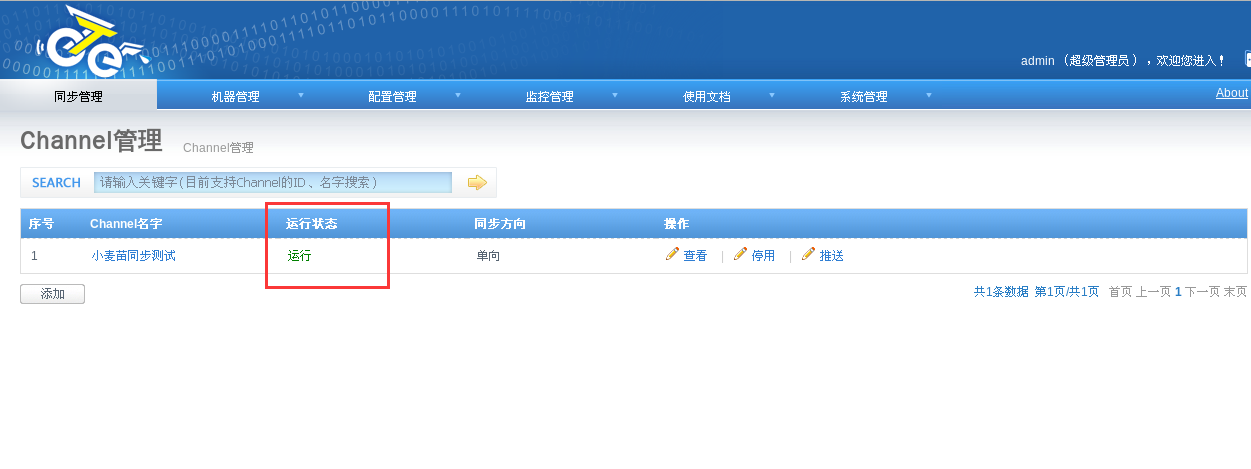 admin （超级管理员），欢迎您进入！
同步管理 机器管理 配置管理 监控管理 使用文档 系统管理 About
Channel管理 Channel管理
SEARCH 请输入关键字(目前支持Channel的ID、名字搜索)
序号 Channel名字 运行状态 同步方向 操作
1 小麦苗同步测试 运行 单向 查看 | 停用 | 推送
添加 共1条数据 第1页/共1页 首页 上一页 1 下一页 末页